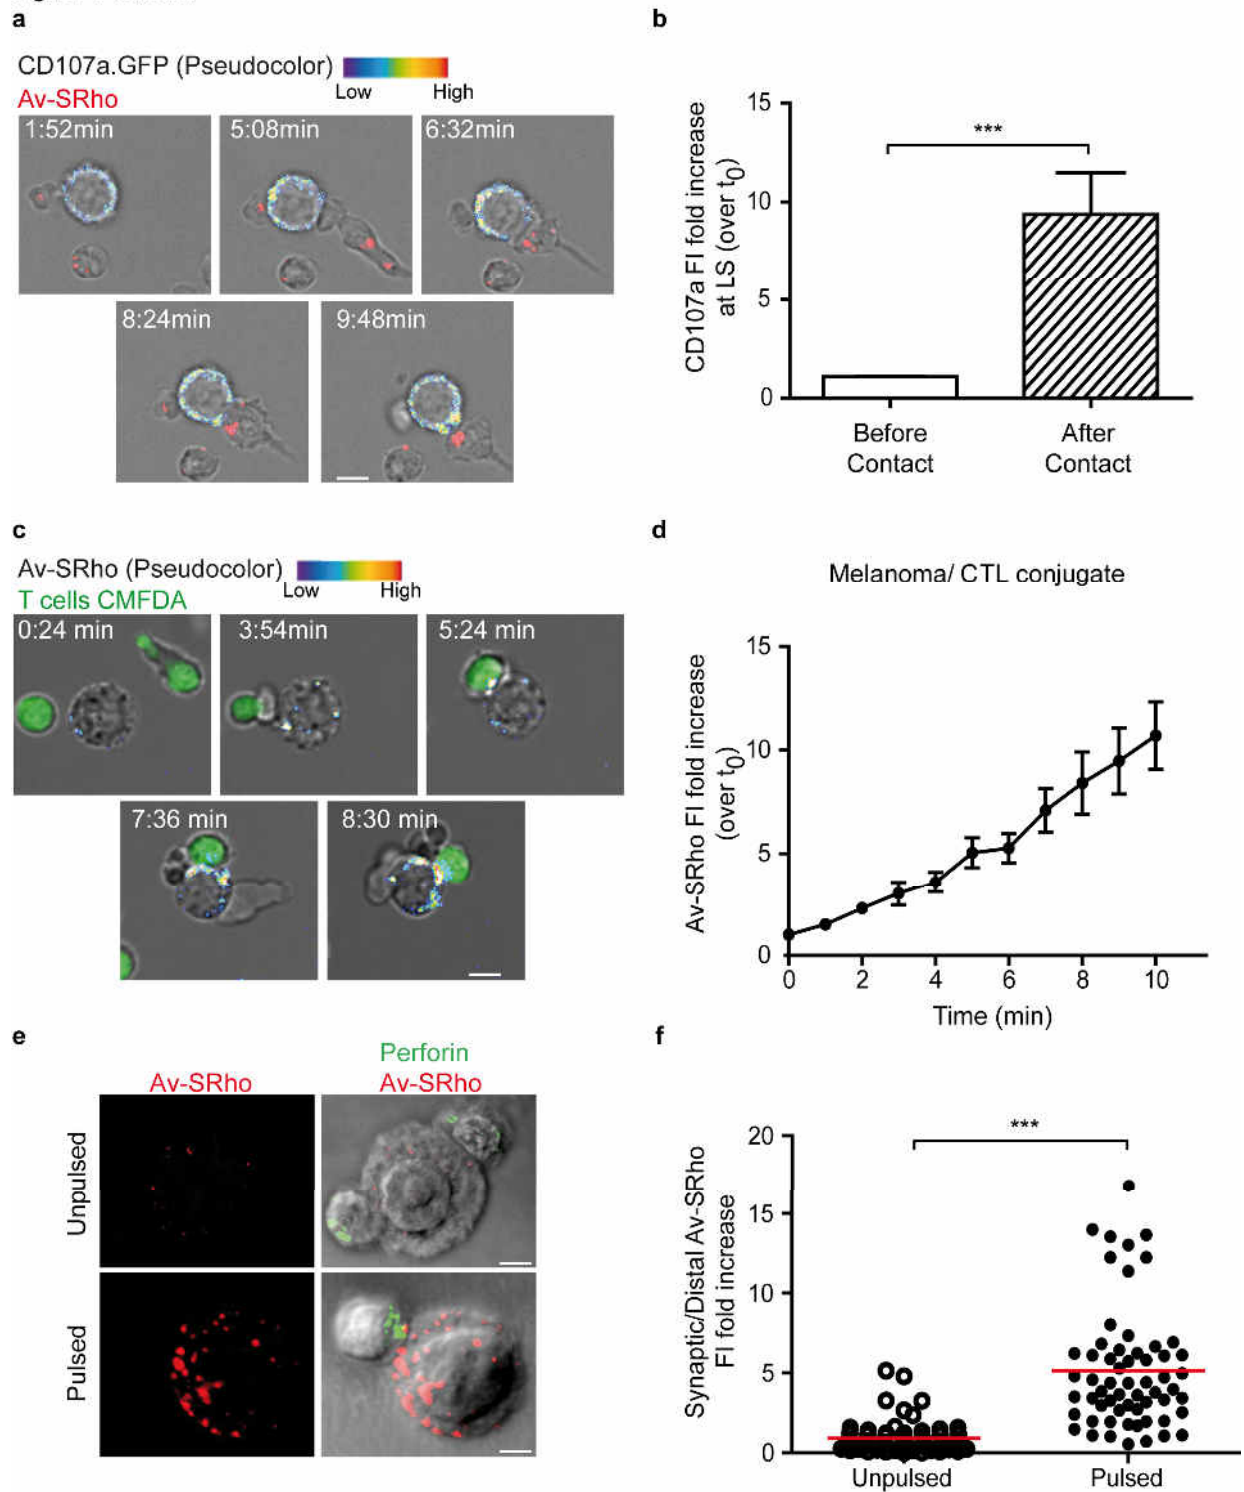 a
CD107a.GFP (Pseudocolor)
Low High
Av-SRho
1:52min
5:08min
6:32min
8:24min
9:48min
b
CD107a FI fold increase
at LS (over t0)
15
10
5
0
***
Before
Contact
After
Contact
c
Av-SRho (Pseudocolor)
Low High
T cells CMFDA
0:24 min
3:54min
5:24 min
7:36 min
8:30 min
d
Melanoma/ CTL conjugate
Av-SRho FI fold increase
(over t0)
15
10
5
0
0 2 4 6 8 10
Time (min)
e
Perforin
Av-SRho
Av-SRho
Unpulsed
Pulsed
f
Synaptic/Distal Av-SRho
FI fold increase
20
15
10
5
0
***
Unpulsed
Pulsed